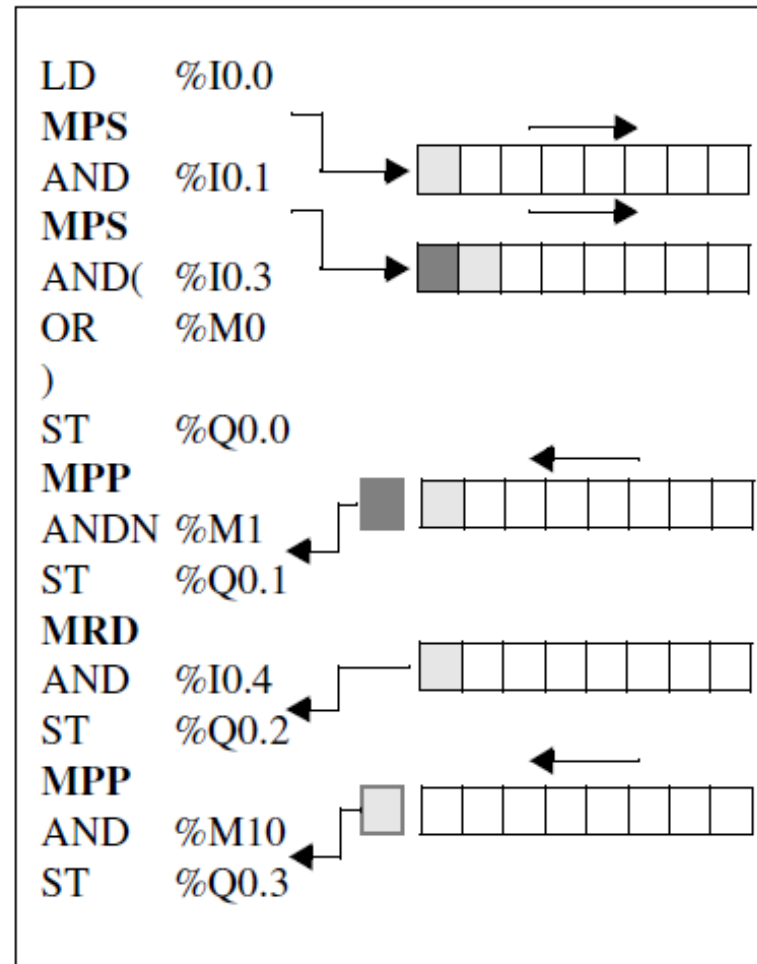 LD %I0.0
MPS
AND %I0.1
MPS
AND( %I0.3
OR %M0
)
ST %Q0.0
MPP
ANDN %M1
ST %Q0.1
MRD
AND %I0.4
ST %Q0.2
MPP
AND %M10
ST %Q0.3